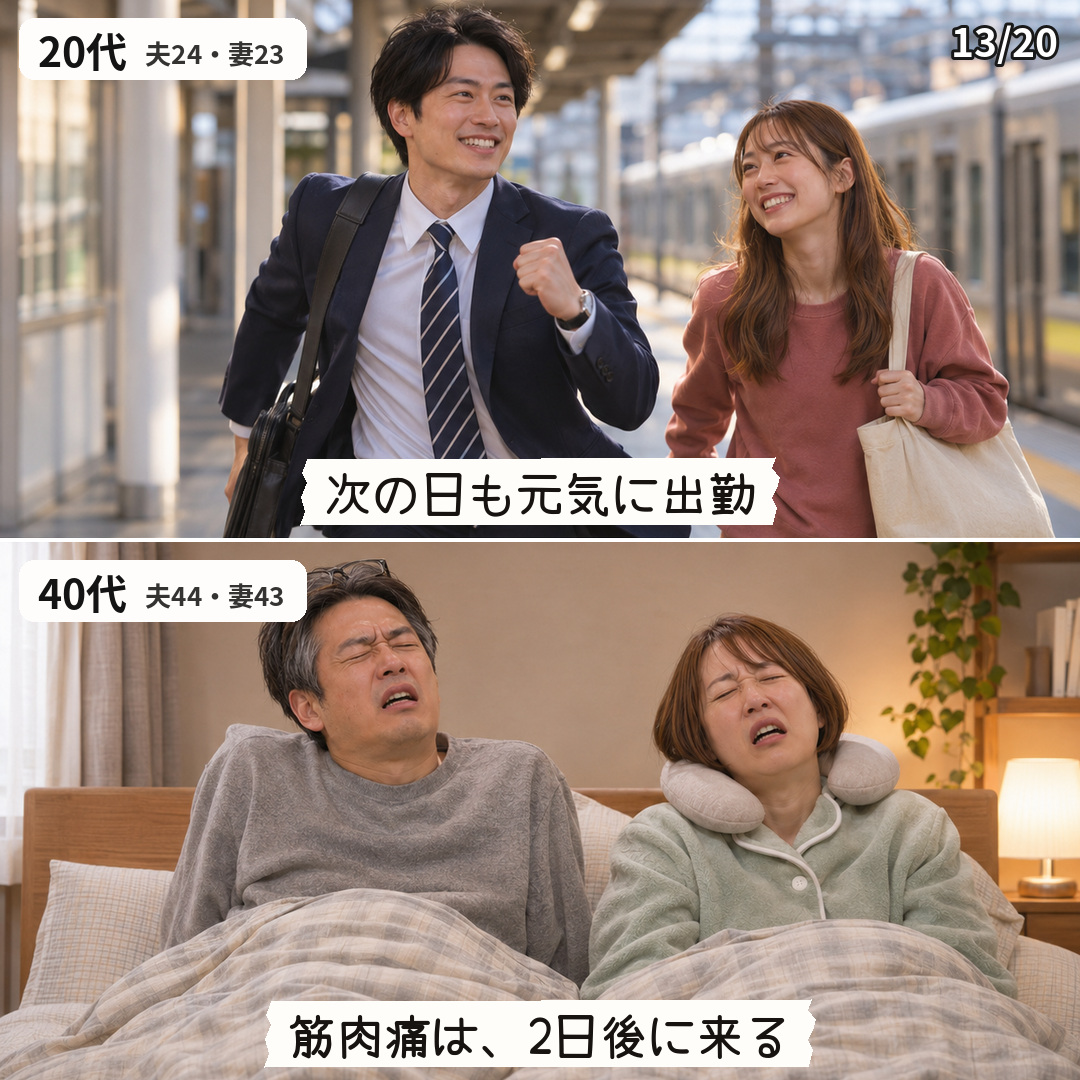 20代 夫24・妻23
13/20
次の日も元気に出勤
40代 夫44・妻43
筋肉痛は、2日後に来る